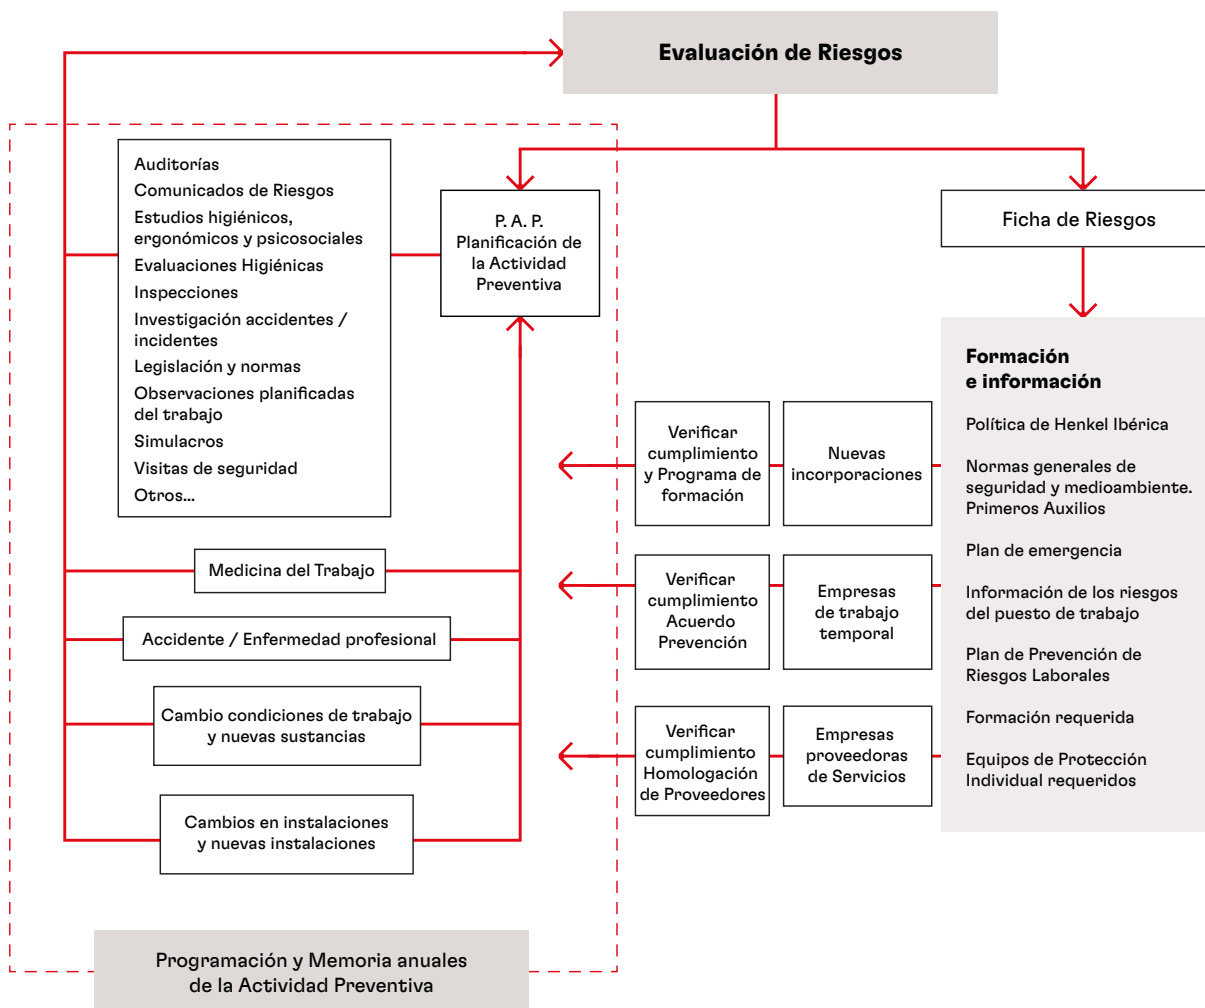 Evaluación de Riesgos
Auditorías
Comunicados de Riesgos
Estudios higiénicos,
ergonómicos y psicosociales
Evaluaciones Higiénicas
Inspecciones
Investigación accidentes /
incidentes
Legislación y normas
Observaciones planificadas
del trabajo
Simulacros
Visitas de seguridad
Otros...
P. A. P.
Planificación de
la Actividad
Preventiva
Ficha de Riesgos
Formación
e información
Política de Henkel Ibérica
Normas generales de
seguridad y medioambiente.
Primeros Auxilios
Plan de emergencia
Información de los riesgos
del puesto de trabajo
Plan de Prevención de
Riesgos Laborales
Formación requerida
Equipos de Protección
Individual requeridos
Verificar
cumplimiento
y Programa de
formación
Nuevas
incorporaciones
Verificar
cumplimiento
Acuerdo
Prevención
Empresas
de trabajo
temporal
Verificar
cumplimiento
Homologación
de Proveedores
Empresas
proveedoras
de Servicios
Medicina del Trabajo
Accidente / Enfermedad profesional
Cambio condiciones de trabajo
y nuevas sustancias
Cambios en instalaciones
y nuevas instalaciones
Programación y Memoria anuales
de la Actividad Preventiva